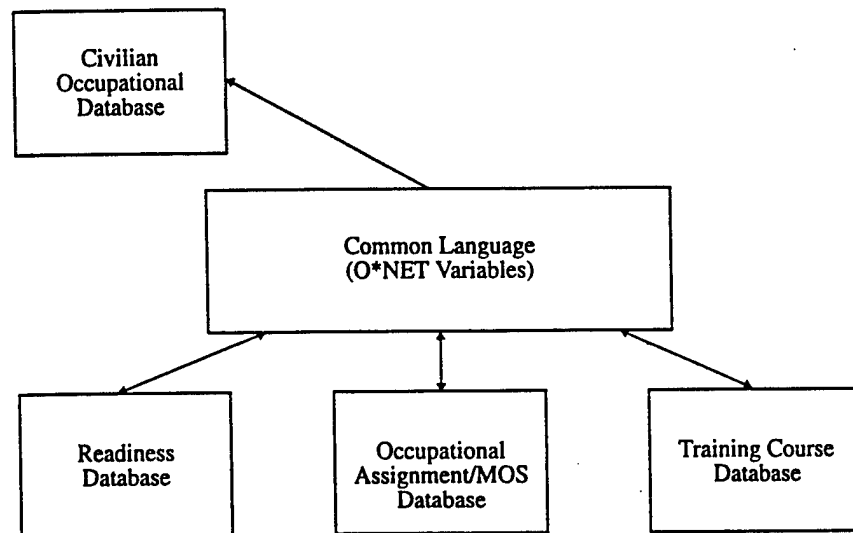 Civilian
Occupational
Database
Common Language
(O*NET Variables)
Readiness
Database
Occupational
Assignment/MOS
Database
Training Course
Database